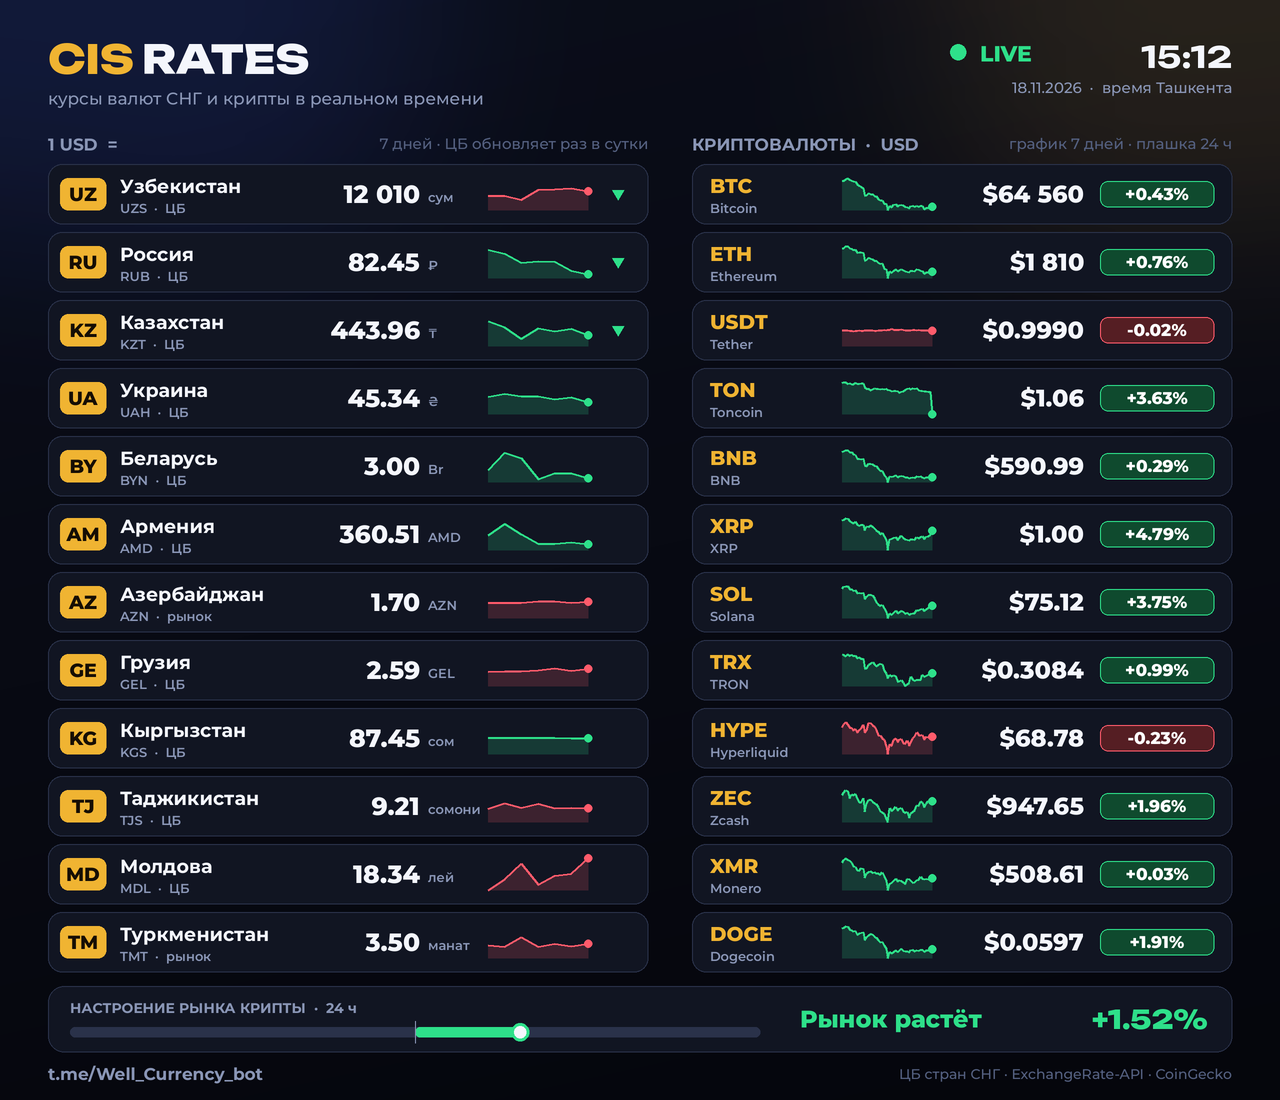 CIS RATES
курсы валют СНГ и крипты в реальном времени
LIVE 15:12
18.11.2026 · время Ташкента
1 USD =
7 дней · ЦБ обновляет раз в сутки
UZ Узбекистан 12 010 сум
UZS · ЦБ
RU Россия 82.45 ₽
RUB · ЦБ
KZ Казахстан 443.96 ₸
KZT · ЦБ
UA Украина 45.34 ₴
UAH · ЦБ
BY Беларусь 3.00 Br
BYN · ЦБ
AM Армения 360.51 AMD
AMD · ЦБ
AZ Азербайджан 1.70 AZN
AZN · рынок
GE Грузия 2.59 GEL
GEL · ЦБ
KG Кыргызстан 87.45 сом
KGS · ЦБ
TJ Таджикистан 9.21 сомони
TJS · ЦБ
MD Молдова 18.34 лей
MDL · ЦБ
TM Туркменистан 3.50 манат
TMT · рынок
КРИПТОВАЛЮТЫ · USD
график 7 дней · плашка 24 ч
BTC $64 560 +0.43%
Bitcoin
ETH $1 810 +0.76%
Ethereum
USDT $0.9990 -0.02%
Tether
TON $1.06 +3.63%
Toncoin
BNB $590.99 +0.29%
BNB
XRP $1.00 +4.79%
XRP
SOL $75.12 +3.75%
Solana
TRX $0.3084 +0.99%
TRON
HYPE $68.78 -0.23%
Hyperliquid
ZEC $947.65 +1.96%
Zcash
XMR $508.61 +0.03%
Monero
DOGE $0.0597 +1.91%
Dogecoin
НАСТРОЕНИЕ РЫНКА КРИПТЫ · 24 ч
Рынок растёт +1.52%
t.me/Well_Currency_bot
ЦБ стран СНГ · ExchangeRate-API · CoinGecko